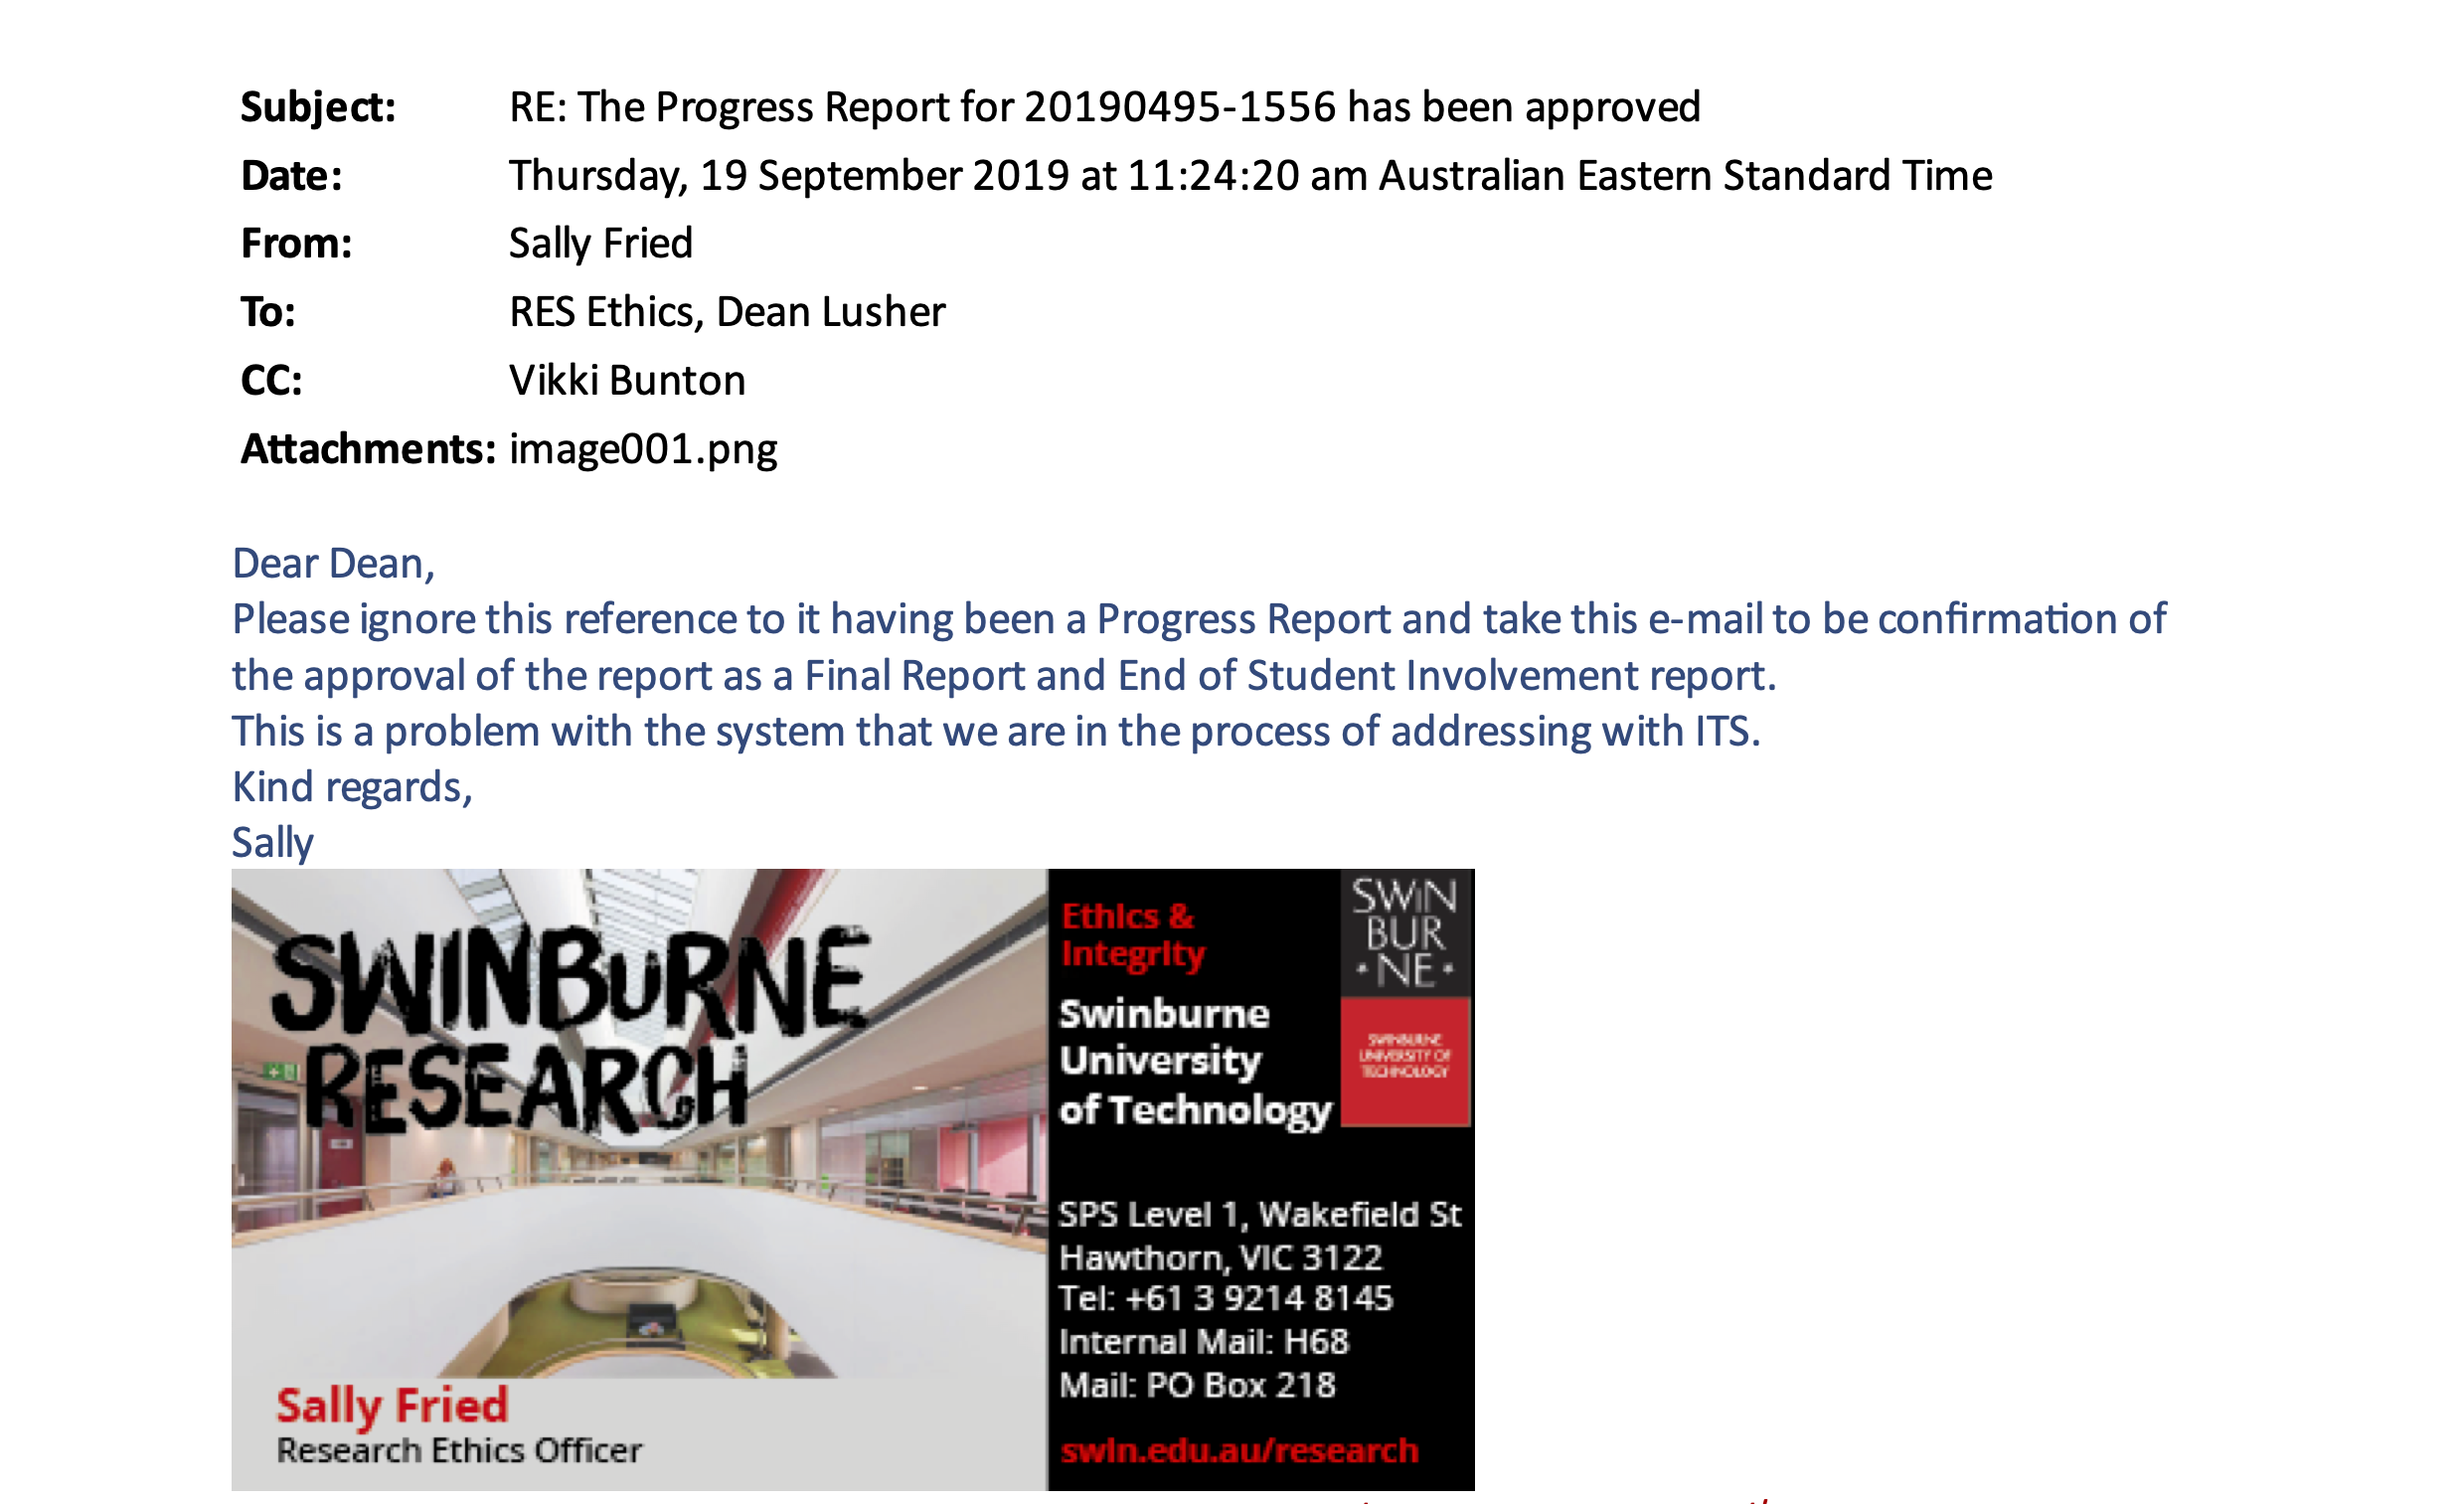 Subject: RE: The Progress Report for 20190495-1556 has been approved
Date: Thursday, 19 September 2019 at 11:24:20 am Australian Eastern Standard Time
From: Sally Fried
To: RES Ethics, Dean Lusher
CC: Vikki Bunton
Attachments: image001.png
Dear Dean,
Please ignore this reference to it having been a Progress Report and take this e-mail to be confirmation of
the approval of the report as a Final Report and End of Student Involvement report.
This is a problem with the system that we are in the process of addressing with ITS.
Kind regards,
Sally
SWINBURNE
RESEARCH
Sally Fried
Research Ethics Officer
Ethics &
Integrity
Swinburne
University
of Technology
SWIN
BUR
• NE •
SWINBURNE
UNIVERSITY OF
TECHNOLOGY
SPS Level 1, Wakefield St
Hawthorn, VIC 3122
Tel: +61 3 9214 8145
Internal Mail: H68
Mail: PO Box 218
swin.edu.au/research